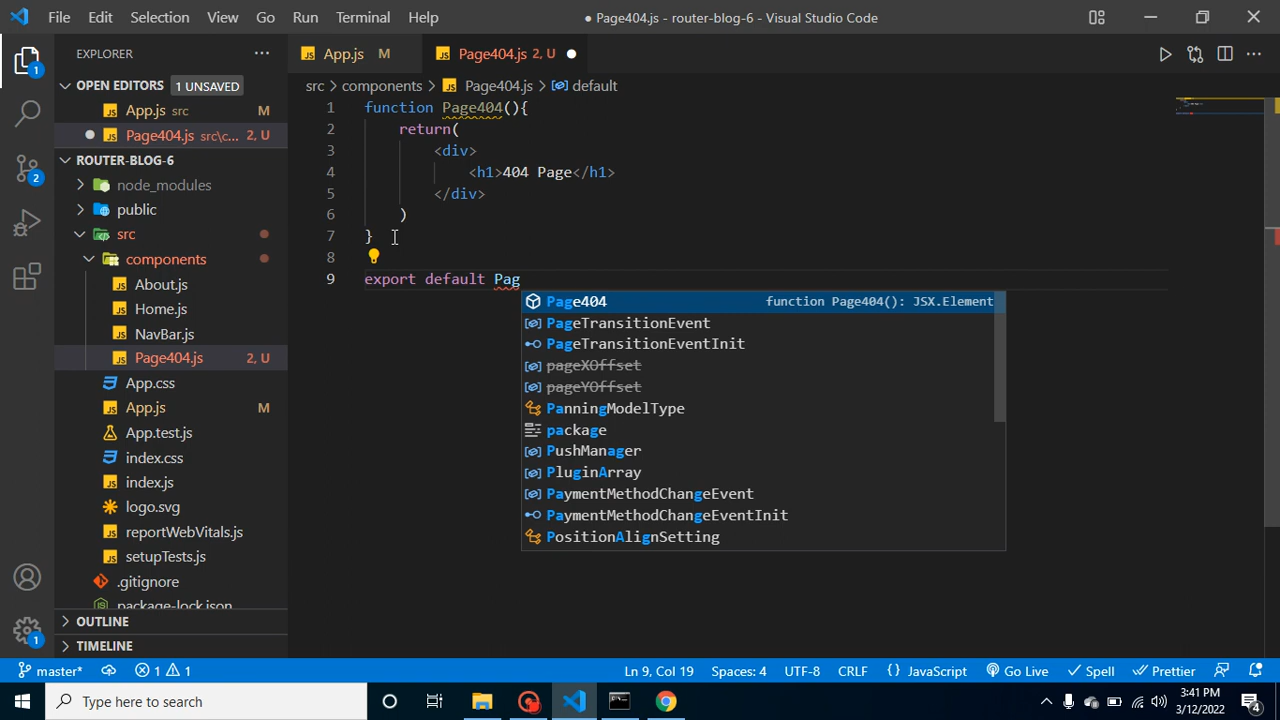 File Edit Selection View Go Run Terminal Help
● Page404.js - router-blog-6 - Visual Studio Code
EXPLORER
OPEN EDITORS 1 UNSAVED
App.js src M
Page404.js src\c... 2, U
ROUTER-BLOG-6
node_modules
public
src
components
About.js
Home.js
NavBar.js
Page404.js 2, U
App.css
App.js M
App.test.js
index.css
index.js
logo.svg
reportWebVitals.js
setupTests.js
.gitignore
package-lock.json
OUTLINE
TIMELINE
1
2
1
App.js M
Page404.js 2, U
src > components > Page404.js > default
1 function Page404(){
2 return(
3 <div>
4 <h1>404 Page</h1>
5 </div>
6 )
7 }
8
9 export default Pag
Page404 function Page404(): JSX.Element
PageTransitionEvent
PageTransitionEventInit
pageXOffset
pageYOffset
PanningModelType
package
PushManager
PluginArray
PaymentMethodChangeEvent
PaymentMethodChangeEventInit
PositionAlignSetting
master* 1 1 Ln 9, Col 19 Spaces: 4 UTF-8 CRLF {} JavaScript Go Live Spell Prettier
Type here to search
3:41 PM
3/12/2022
4